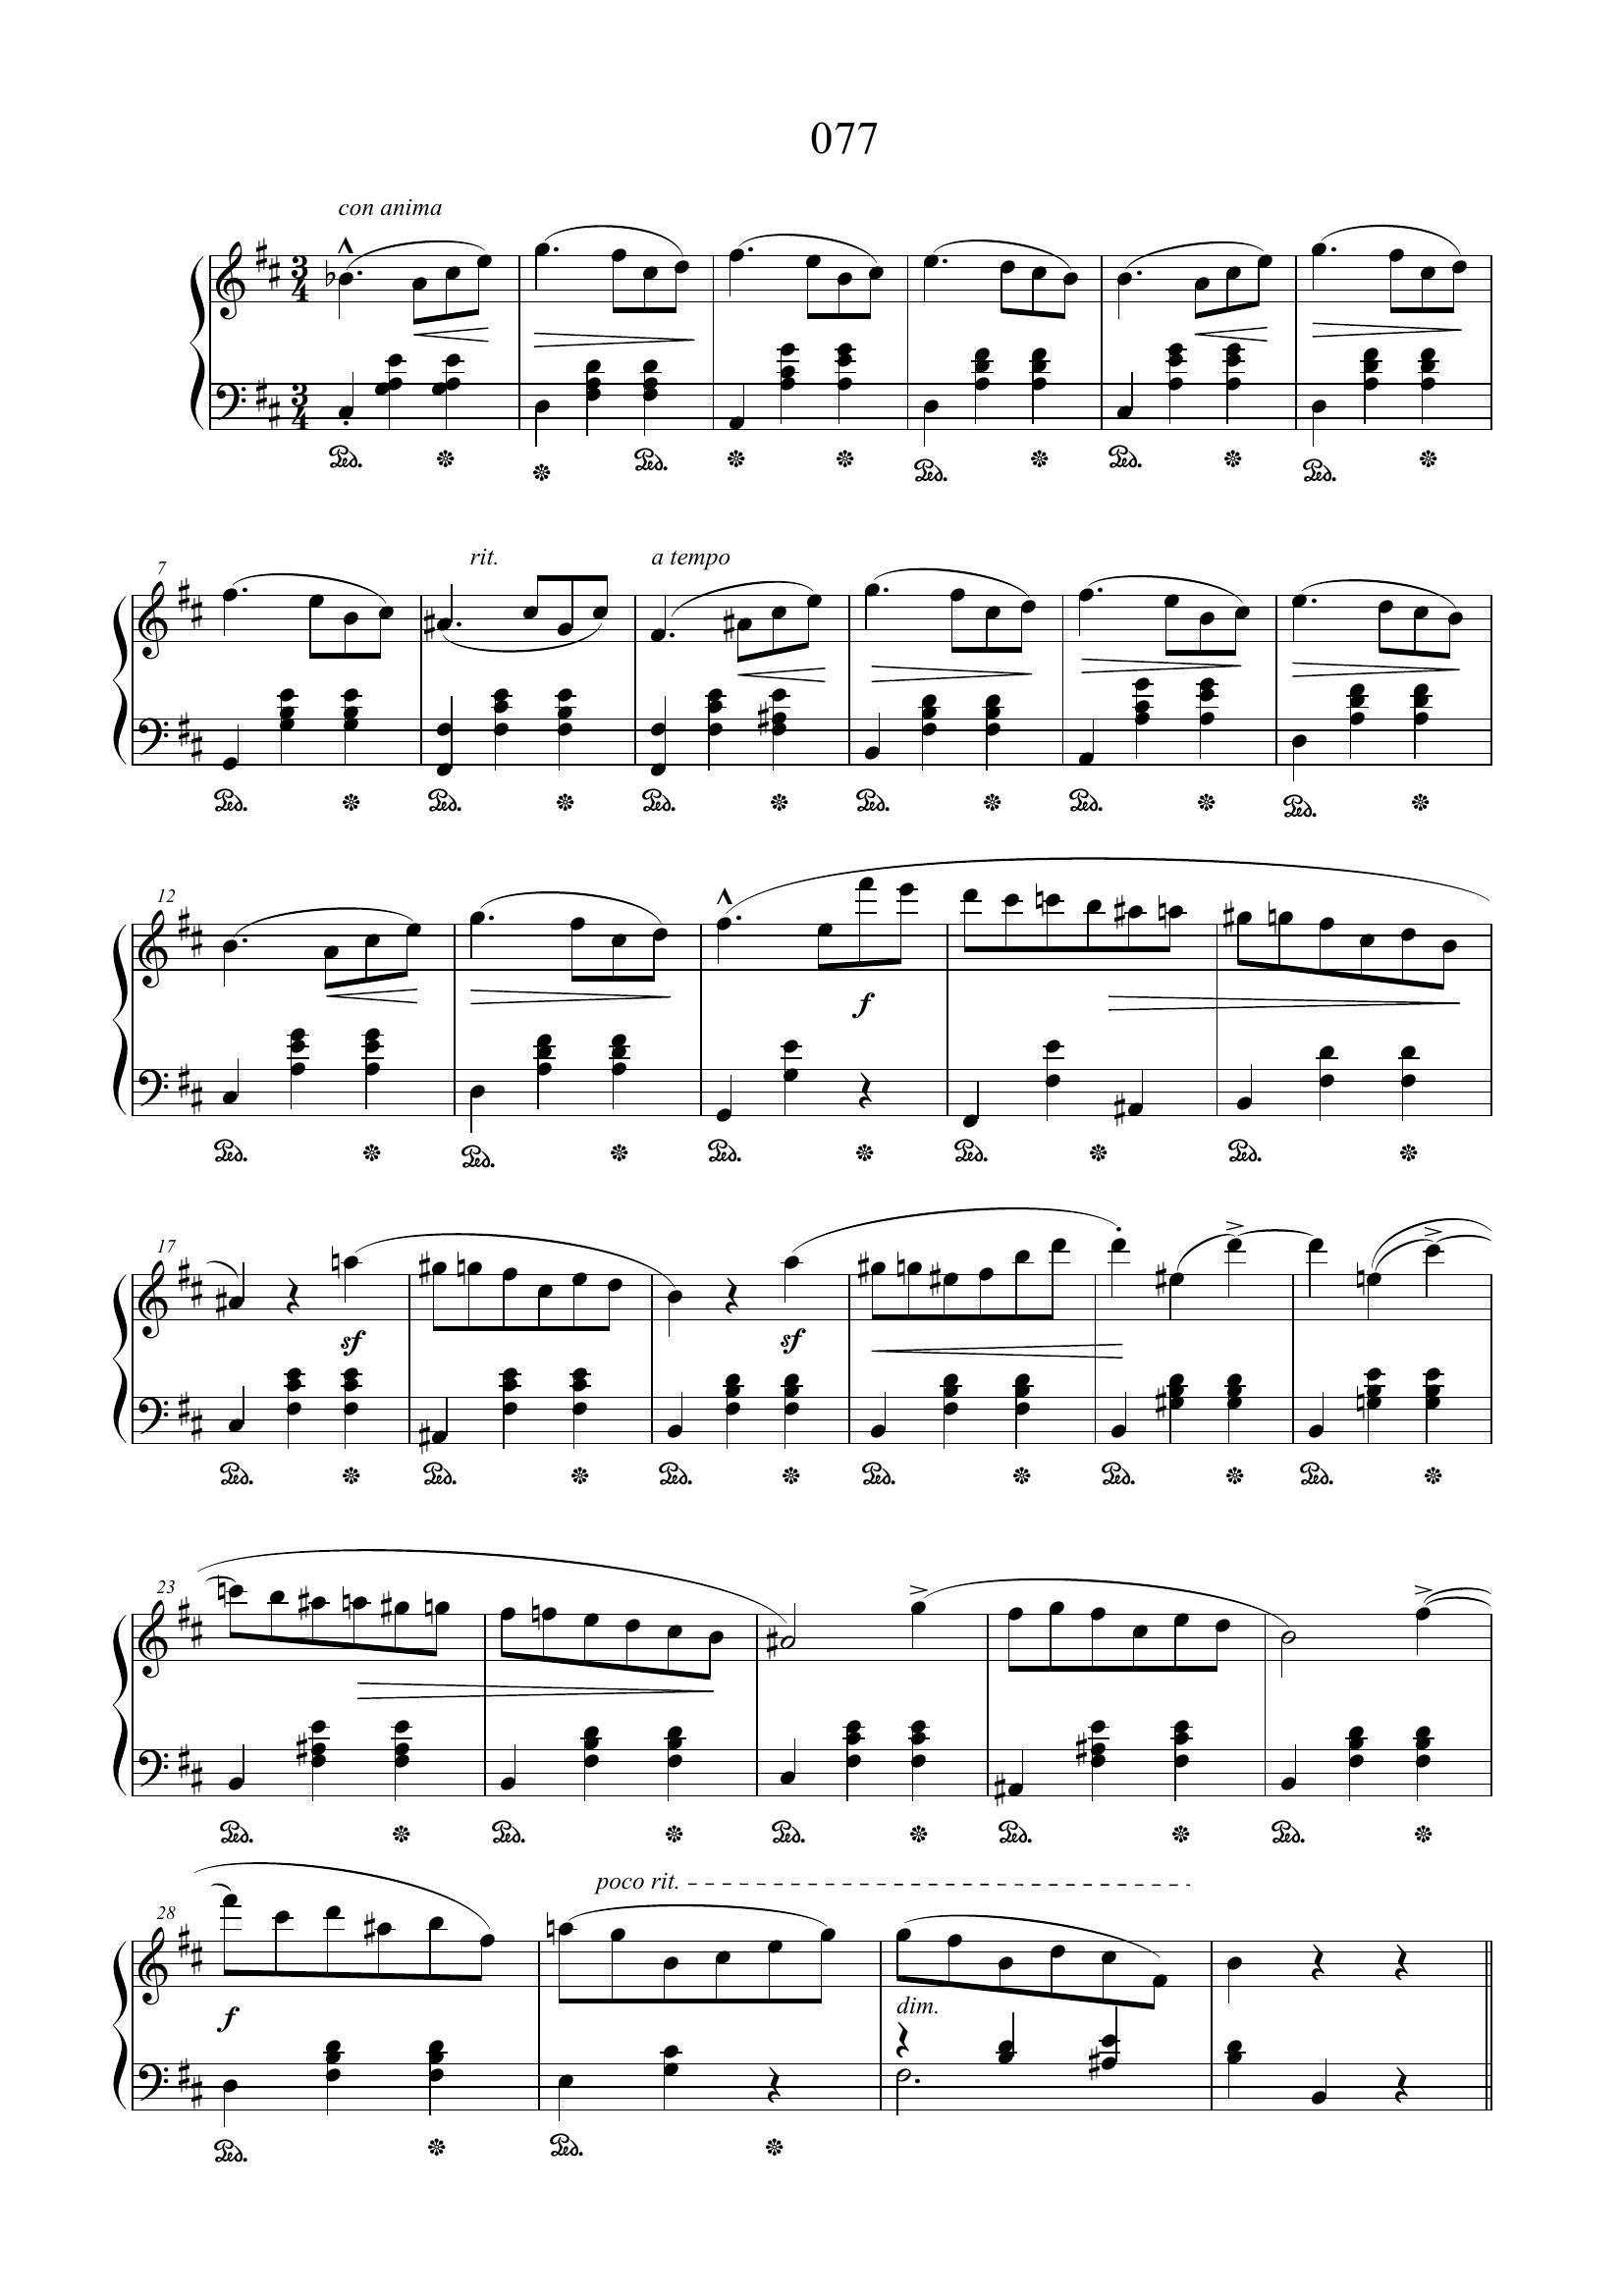 077
con anima
3 4
3 4
Ped. Ped. Ped. Ped. Ped.
7 rit. a tempo
Ped. Ped. Ped. Ped. Ped. Ped.
12
f
Ped. Ped. Ped. Ped. Ped.
17
sf sf
Ped. Ped. Ped. Ped. Ped. Ped.
23
Ped. Ped. Ped. Ped. Ped.
poco rit.
28
f dim.
Ped. Ped.